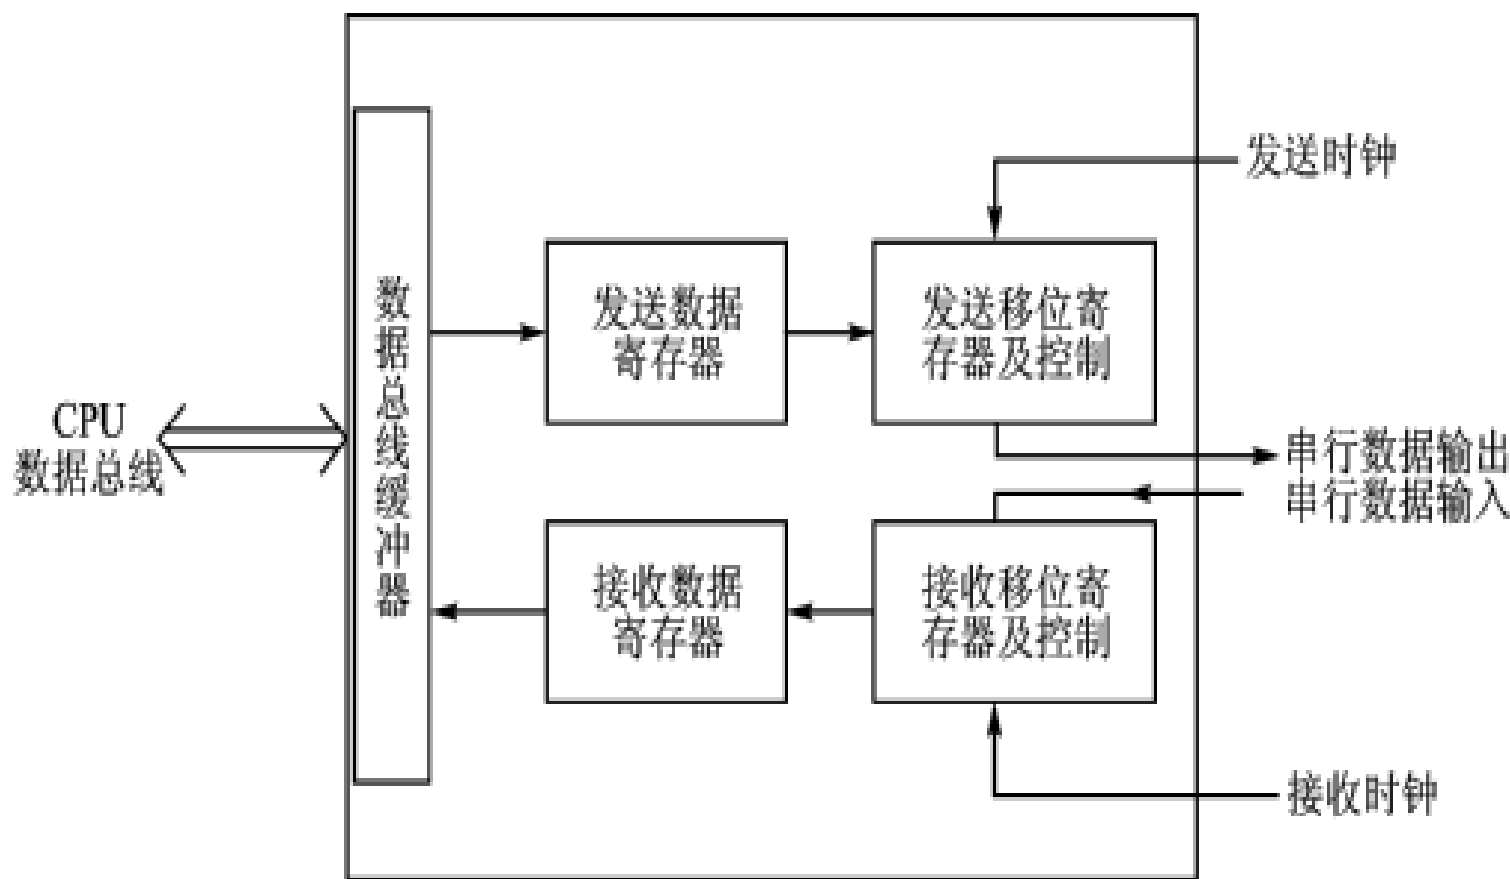 发送时钟
数据总线缓冲器
发送数据
寄存器
发送移位寄
存器及控制
CPU
数据总线
串行数据输出
串行数据输入
接收数据
寄存器
接收移位寄
存器及控制
接收时钟